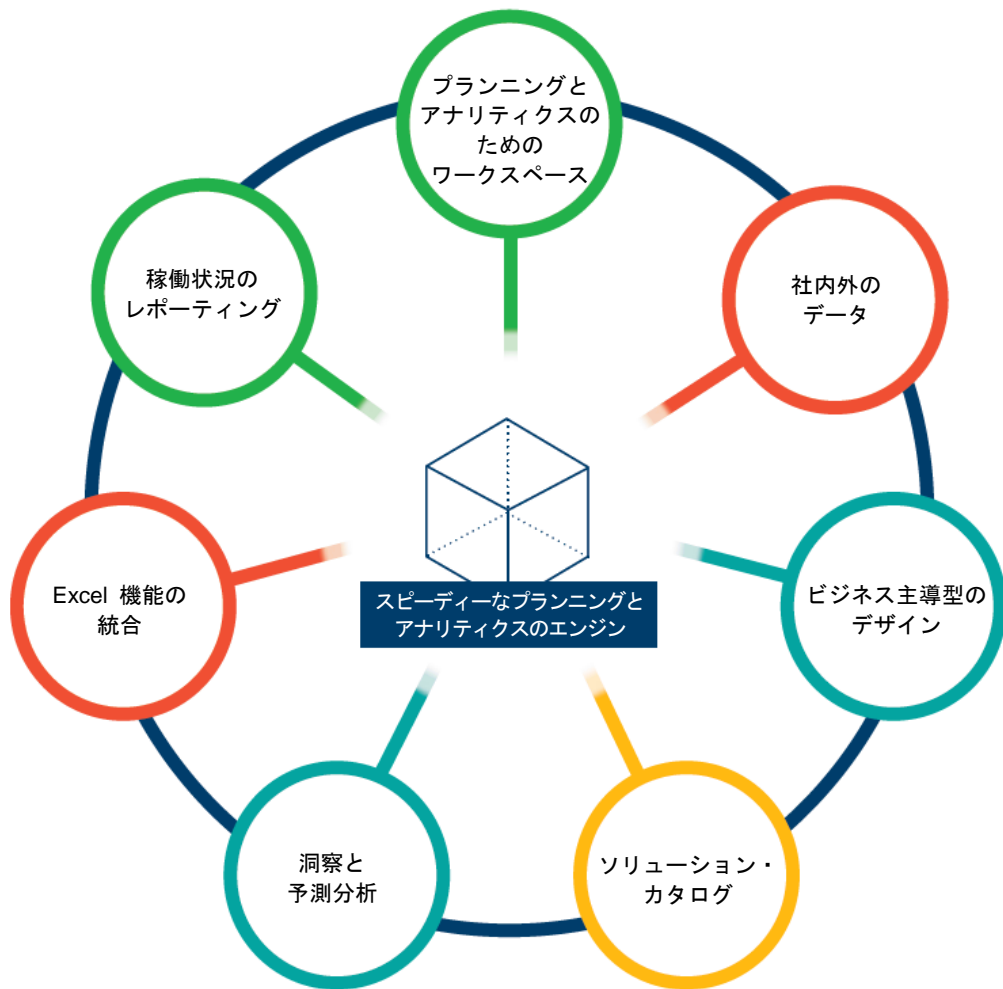 プランニングと
アナリティクスの
ための
ワークスペース
社内外の
データ
ビジネス主導型の
デザイン
ソリューション・
カタログ
洞察と
予測分析
Excel 機能の
統合
稼働状況の
レポーティング
スピーディーなプランニングと
アナリティクスのエンジン